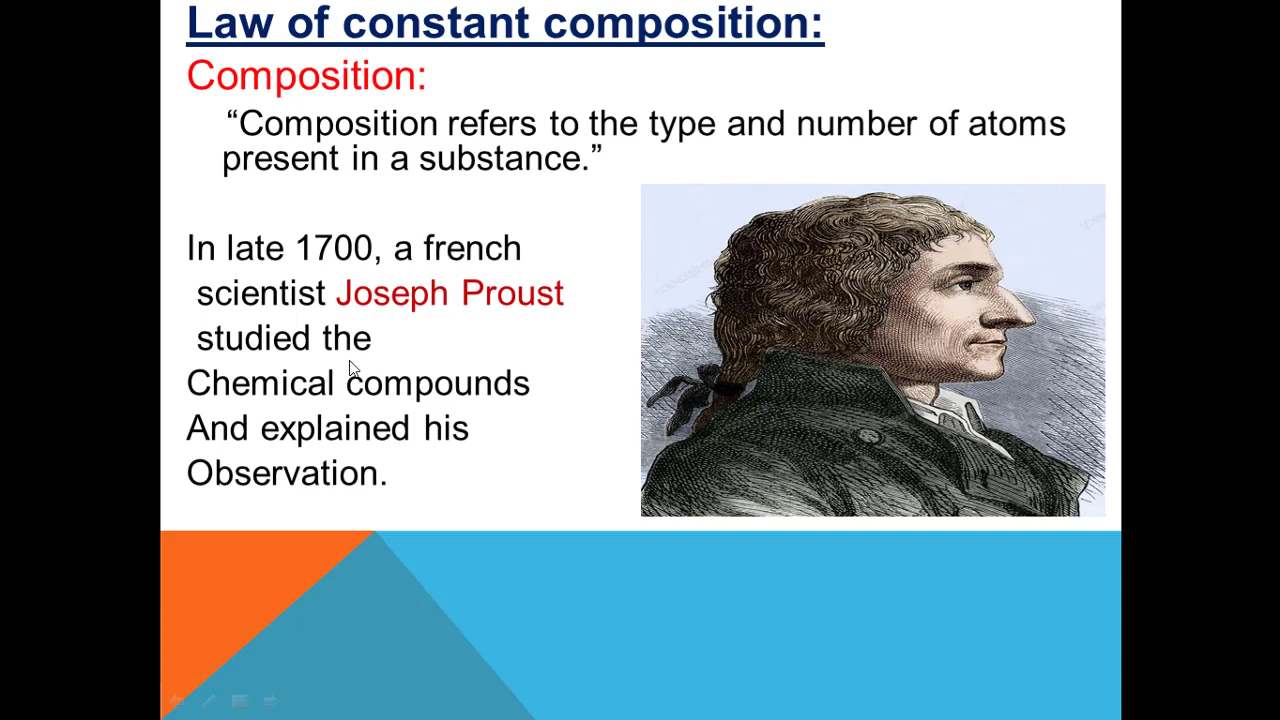 Law of constant composition:
Composition:
“Composition refers to the type and number of atoms
present in a substance.”
In late 1700, a french
scientist Joseph Proust
studied the
Chemical compounds
And explained his
Observation.